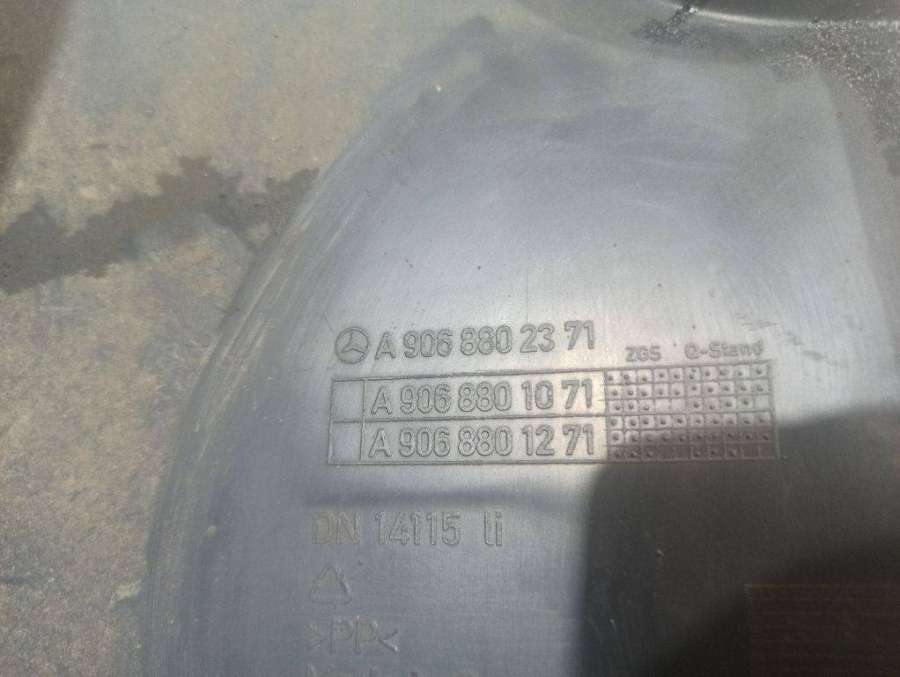 A 906 880 23 71
ZGS Q-Stand
A 906 880 10 71
A 906 880 12 71
DN 14115 li
>PP<